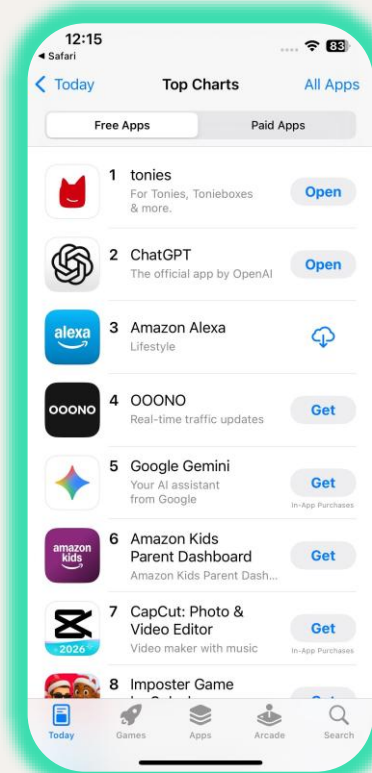 12:15
83
◀ Safari
Today
Top Charts
All Apps
Free Apps
Paid Apps
1 tonies
For Tonies, Tonieboxes
& more.
Open
2 ChatGPT
The official app by OpenAI
Open
alexa
3 Amazon Alexa
Lifestyle
OOONO
4 OOONO
Real-time traffic updates
Get
5 Google Gemini
Your AI assistant
from Google
Get
In-App Purchases
amazon
kids
6 Amazon Kids
Parent Dashboard
Amazon Kids Parent Dash...
Get
2026
7 CapCut: Photo &
Video Editor
Video maker with music
Get
In-App Purchases
8 Imposter Game
Today
Games
Apps
Arcade
Search